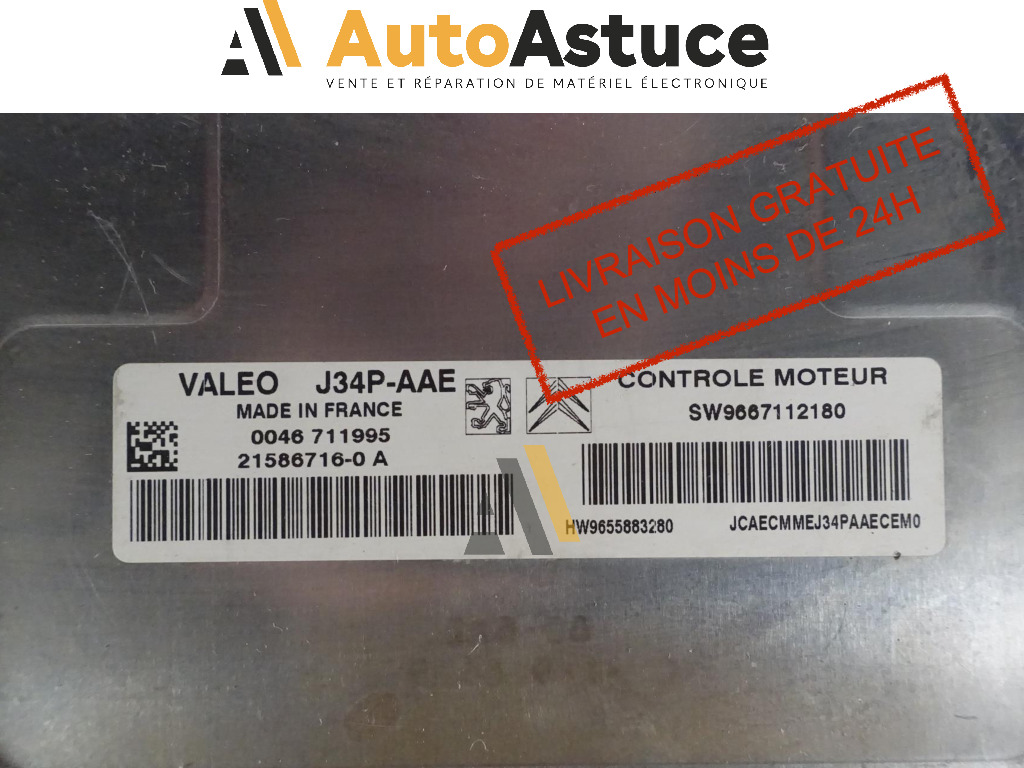 AutoAstuce
VENTE ET RÉPARATION DE MATÉRIEL ÉLECTRONIQUE
LIVRAISON GRATUITE
EN MOINS DE 24H
VALEO J34P-AAE
MADE IN FRANCE
0046 711995
21586716-0 A
CONTROLE MOTEUR
SW9667112180
HW9655883280
JCAECMMEJ34PAAECEM0